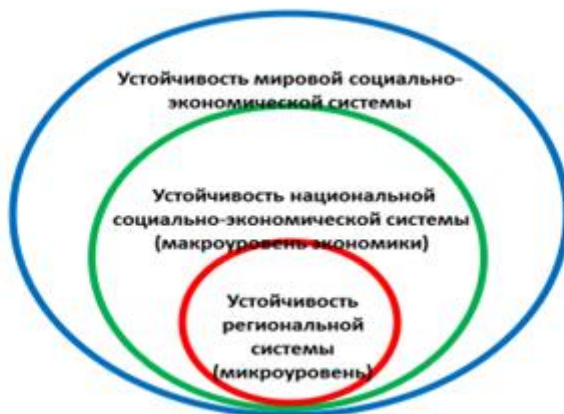 Устойчивость мировой социально-
экономической системы
Устойчивость национальной
социально-экономической системы
(макроуровень экономики)
Устойчивость
региональной
системы
(микроуровень)